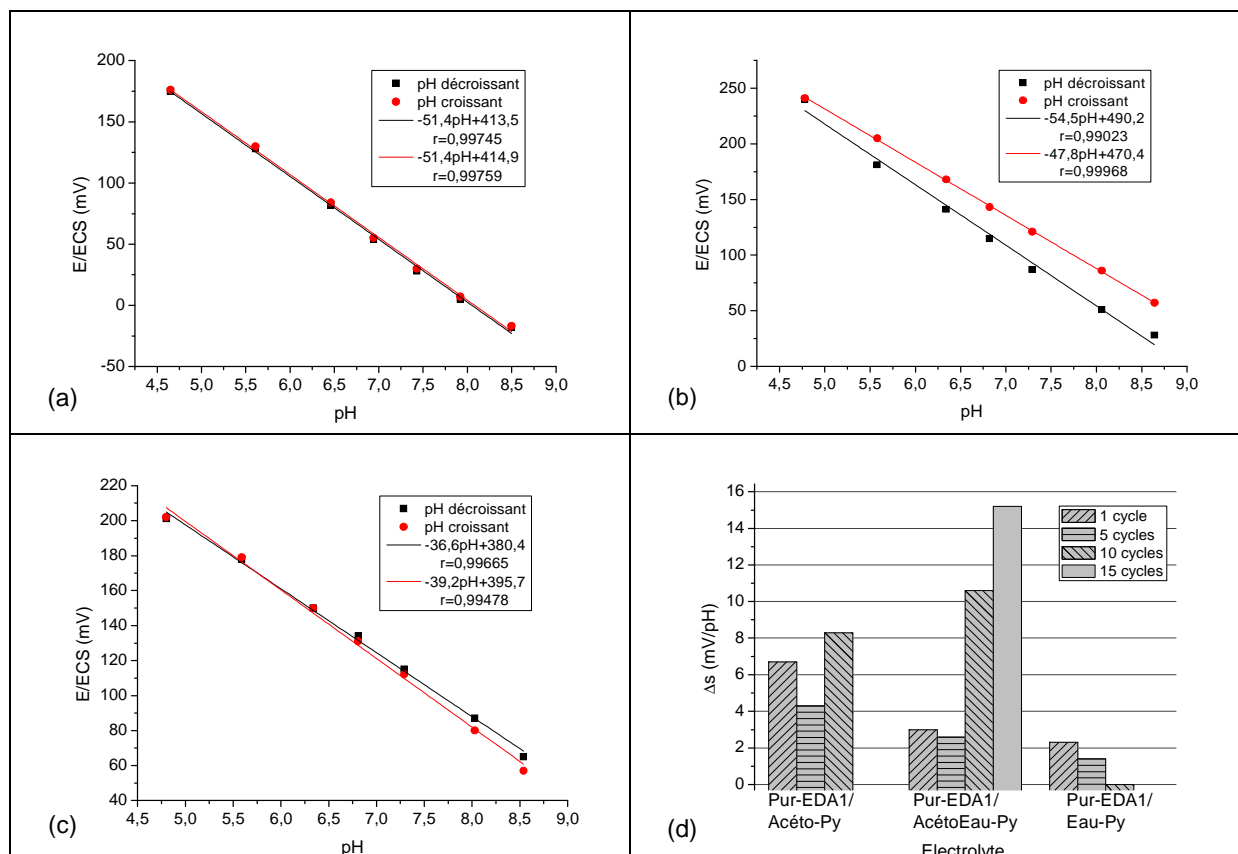 200
150
100
50
0
-50
E/ECS (mV)
pH décroissant
pH croissant
-51,4pH+413,5
r=0,99745
-51,4pH+414,9
r=0,99759
4,5 5,0 5,5 6,0 6,5 7,0 7,5 8,0 8,5 9,0
pH
(a)
250
200
150
100
50
0
E/ECS (mV)
pH décroissant
pH croissant
-54,5pH+490,2
r=0,99023
-47,8pH+470,4
r=0,99968
4,5 5,0 5,5 6,0 6,5 7,0 7,5 8,0 8,5 9,0
pH
(b)
220
200
180
160
140
120
100
80
60
40
E/ECS (mV)
pH décroissant
pH croissant
-36,6pH+380,4
r=0,99665
-39,2pH+395,7
r=0,99478
4,5 5,0 5,5 6,0 6,5 7,0 7,5 8,0 8,5 9,0
pH
(c)
16
14
12
10
8
6
4
2
0
Δs (mV/pH)
1 cycle
5 cycles
10 cycles
15 cycles
Pur-EDA1/ Pur-EDA1/ Pur-EDA1/
Acéto-Py AcétoEau-Py Eau-Py
Electrolyte
(d)